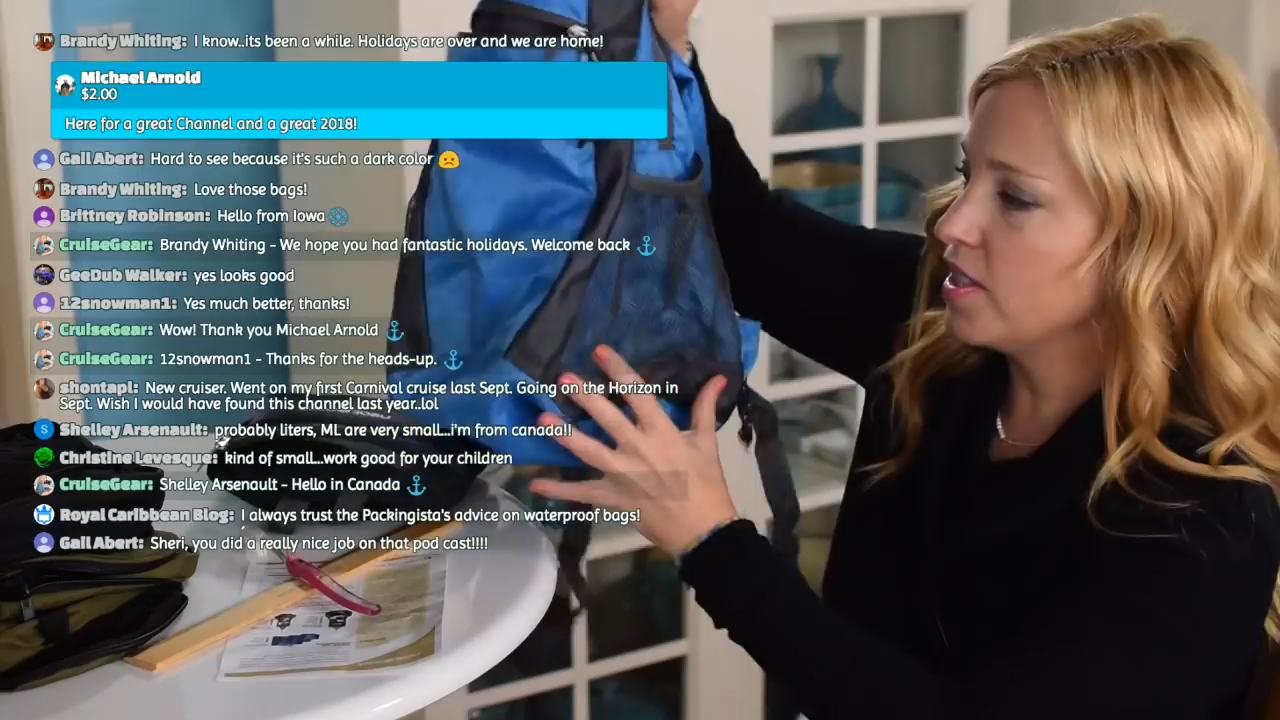 Brandy Whiting: I know..its been a while. Holidays are over and we are home!
Michael Arnold
$2.00
Here for a great Channel and a great 2018!
Gail Abert: Hard to see because it's such a dark color 🙁
Brandy Whiting: Love those bags!
Brittney Robinson: Hello from Iowa ❄
CruiseGear: Brandy Whiting - We hope you had fantastic holidays. Welcome back ⚓
GeeDub Walker: yes looks good
12snowman1: Yes much better, thanks!
CruiseGear: Wow! Thank you Michael Arnold ⚓
CruiseGear: 12snowman1 - Thanks for the heads-up. ⚓
shontapl: New cruiser. Went on my first Carnival cruise last Sept. Going on the Horizon in
Sept. Wish I would have found this channel last year..lol
Shelley Arsenault: probably liters, ML are very small...i'm from canada!!
Christine Levesque: kind of small...work good for your children
CruiseGear: Shelley Arsenault - Hello in Canada ⚓
Royal Caribbean Blog: I always trust the Packingista's advice on waterproof bags!
Gail Abert: Sheri, you did a really nice job on that pod cast!!!!